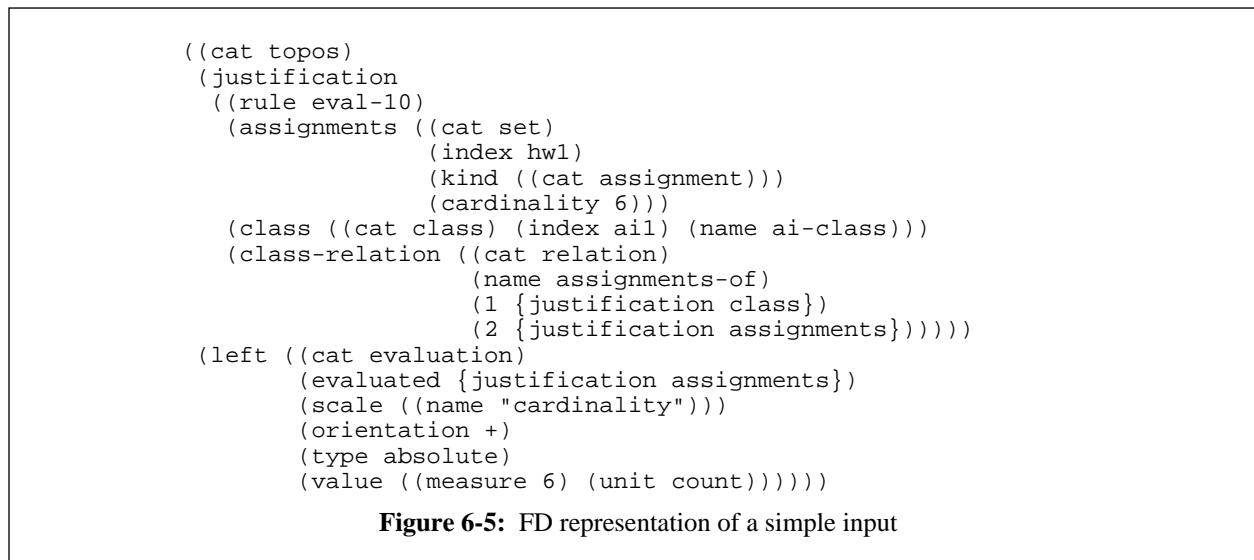 ((cat topos)
 (justification
  ((rule eval-10)
   (assignments ((cat set)
                 (index hw1)
                 (kind ((cat assignment)))
                 (cardinality 6)))
   (class ((cat class) (index ai1) (name ai-class)))
   (class-relation ((cat relation)
                    (name assignments-of)
                    (1 {justification class})
                    (2 {justification assignments})))))
 (left ((cat evaluation)
        (evaluated {justification assignments})
        (scale ((name "cardinality")))
        (orientation +)
        (type absolute)
        (value ((measure 6) (unit count))))))
Figure 6-5: FD representation of a simple input